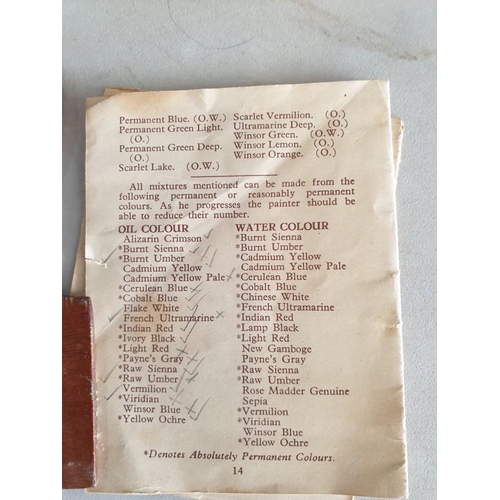 Permanent Blue. (O.W.) Scarlet Vermilion. (O.)
Permanent Green Light. Ultramarine Deep. (O.)
(O.) Winsor Green. (O.W.)
Permanent Green Deep. Winsor Lemon. (O.)
(O.) Winsor Orange. (O.)
Scarlet Lake. (O.W.)
All mixtures mentioned can be made from the
following permanent or reasonably permanent
colours. As he progresses the painter should be
able to reduce their number.
OIL COLOUR
Alizarin Crimson
*Burnt Sienna
*Burnt Umber
Cadmium Yellow
Cadmium Yellow Pale
*Cerulean Blue
*Cobalt Blue
Flake White
*French Ultramarine
*Indian Red
*Ivory Black
*Light Red
*Payne's Gray
*Raw Sienna
*Raw Umber
*Vermilion
*Viridian
Winsor Blue
*Yellow Ochre
WATER COLOUR
*Burnt Sienna
*Burnt Umber
*Cadmium Yellow
Cadmium Yellow Pale
*Cerulean Blue
*Cobalt Blue
*Chinese White
*French Ultramarine
*Indian Red
*Lamp Black
*Light Red
New Gamboge
*Payne's Gray
*Raw Sienna
*Raw Umber
Rose Madder Genuine
Sepia
*Vermilion
*Viridian
Winsor Blue
*Yellow Ochre
*Denotes Absolutely Permanent Colours.
14